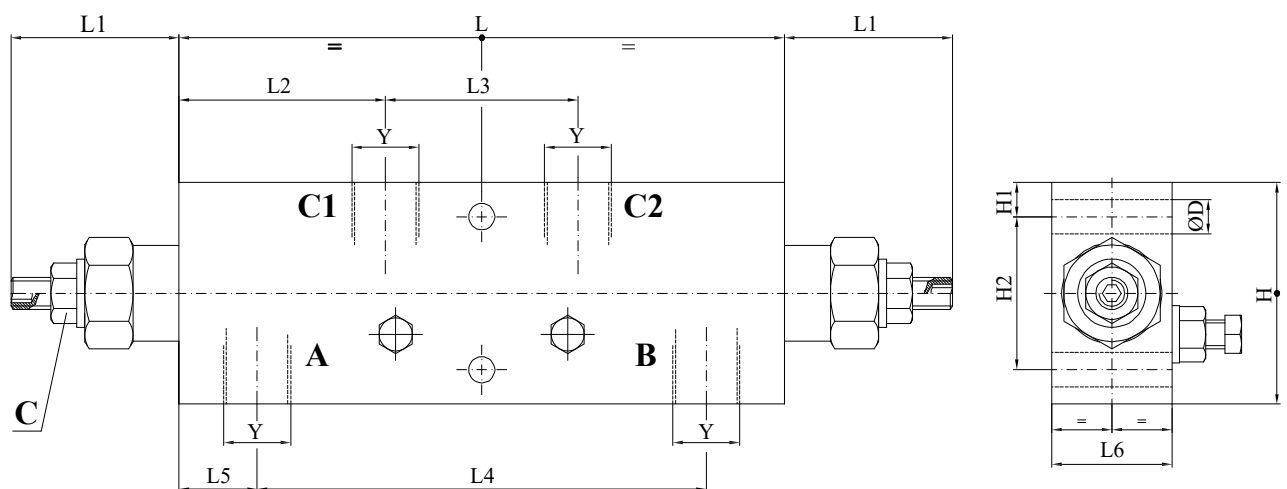 L1
L
L1
=
=
L2
L3
Y
Y
C1
C2
H1
ØD
H2
H
A
B
C
Y
Y
=
=
L6
L5
L4